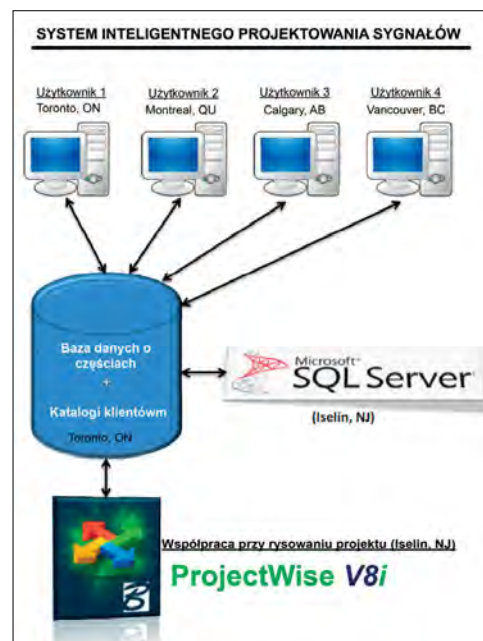 SYSTEM INTELIGENTNEGO PROJEKTOWANIA SYGNAŁÓW
Użytkownik 1
Toronto, ON
Użytkownik 2
Montreal, QU
Użytkownik 3
Calgary, AB
Użytkownik 4
Vancouver, BC
Baza danych o
częściach
+
Katalogi klientówm
Toronto, ON
Microsoft
SQL Server
(Iselin, NJ)
Współpraca przy rysowaniu projektu (Iselin, NJ)
ProjectWise V8i
B